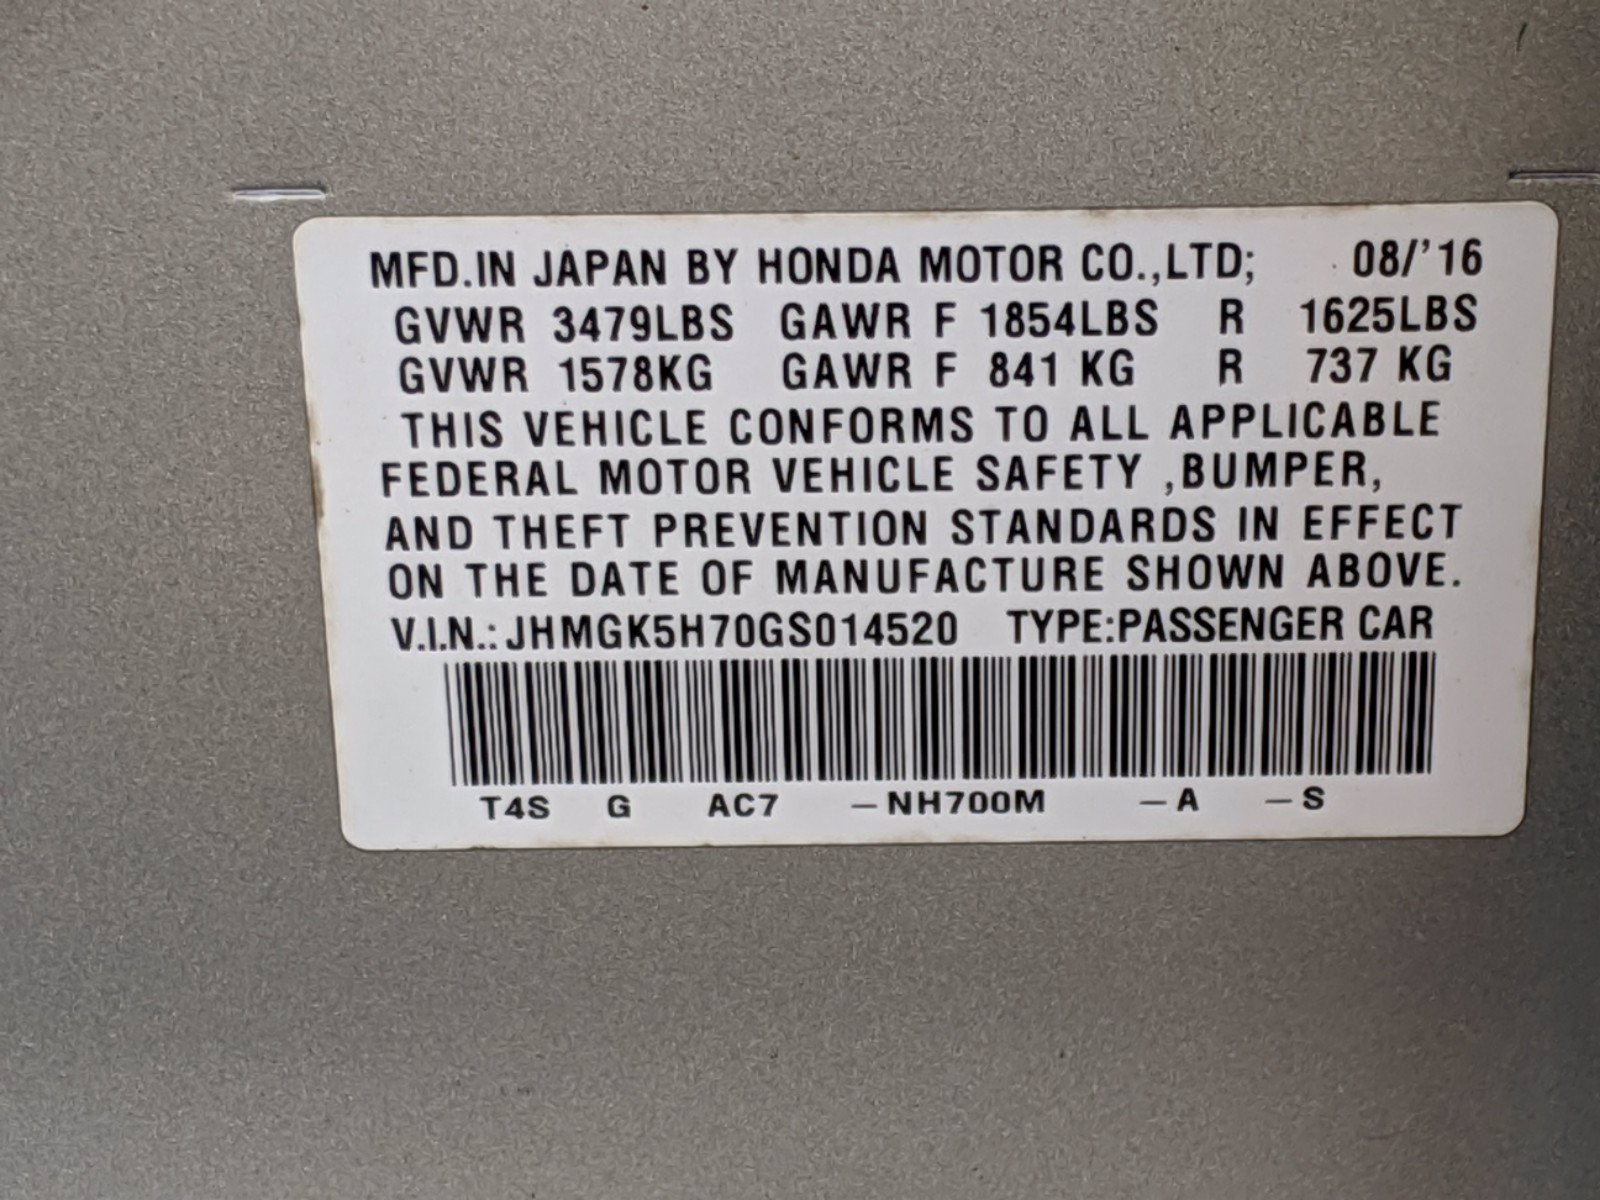 MFD.IN JAPAN BY HONDA MOTOR CO.,LTD; 08/'16
GVWR 3479LBS GAWR F 1854LBS R 1625LBS
GVWR 1578KG GAWR F 841 KG R 737 KG
THIS VEHICLE CONFORMS TO ALL APPLICABLE
FEDERAL MOTOR VEHICLE SAFETY ,BUMPER,
AND THEFT PREVENTION STANDARDS IN EFFECT
ON THE DATE OF MANUFACTURE SHOWN ABOVE.
V.I.N.: JHMGK5H70GS014520 TYPE:PASSENGER CAR
T4S G AC7 –NH700M –A –S